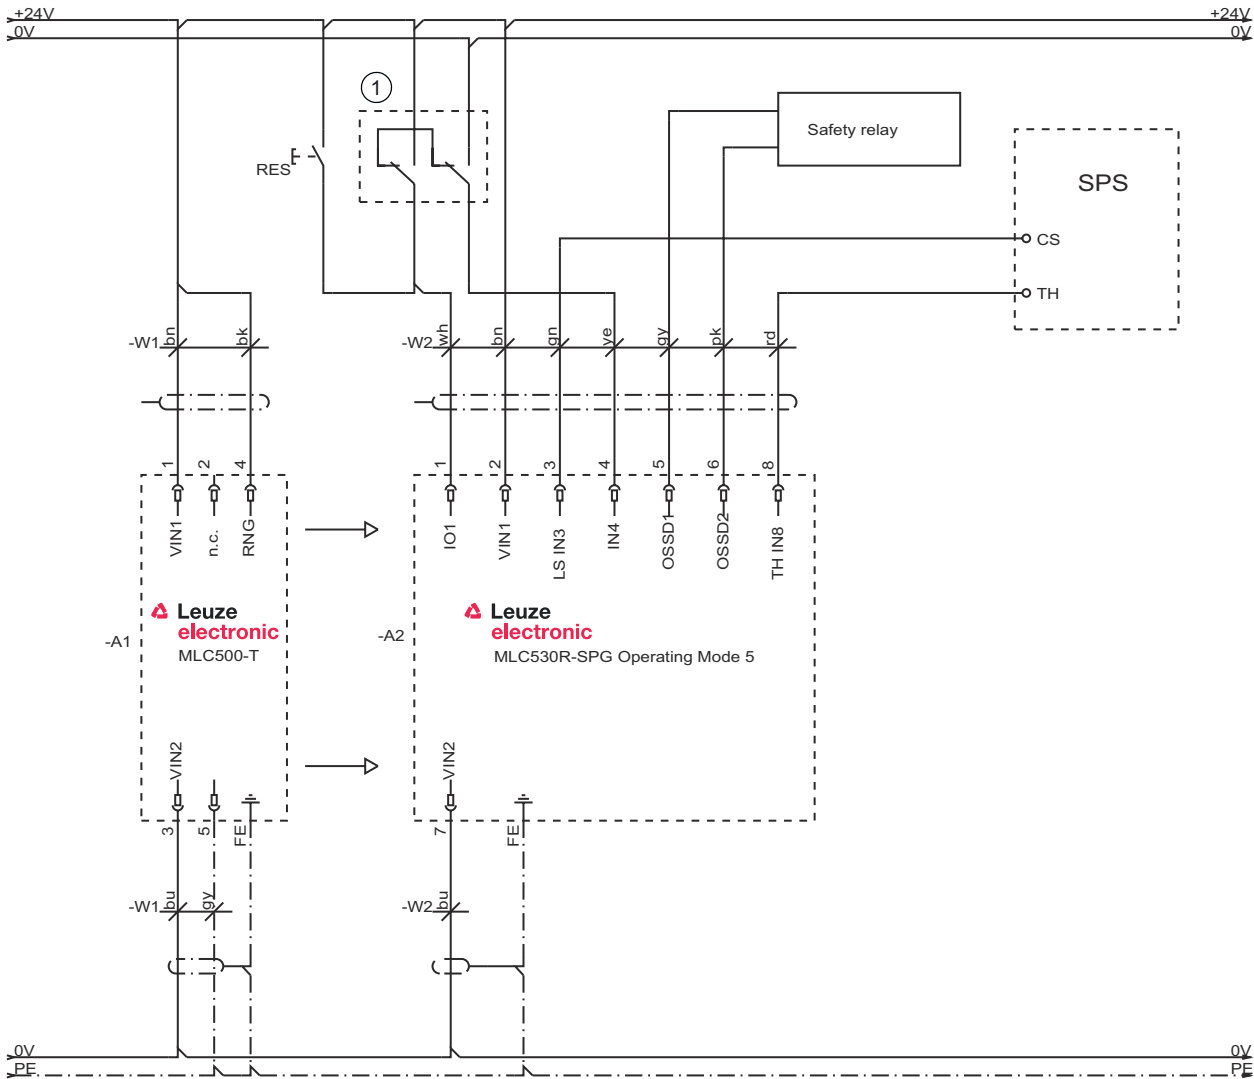 +24V
+24V
0V
0V
1
Safety relay
RES
SPS
CS
TH
-W1
bn
bk
-W2
wh
bn
gn
ye
gy
pk
rd
1
2
4
1
2
3
4
5
6
8
VIN1
n.c.
RNG
IO1
VIN1
LS IN3
IN4
OSSD1
OSSD2
TH IN8
Leuze
electronic
MLC500-T
-A1
Leuze
electronic
MLC530R-SPG Operating Mode 5
-A2
VIN2
VIN2
3
5
FE
7
FE
-W1
bu
gy
-W2
bu
0V
0V
PE
PE